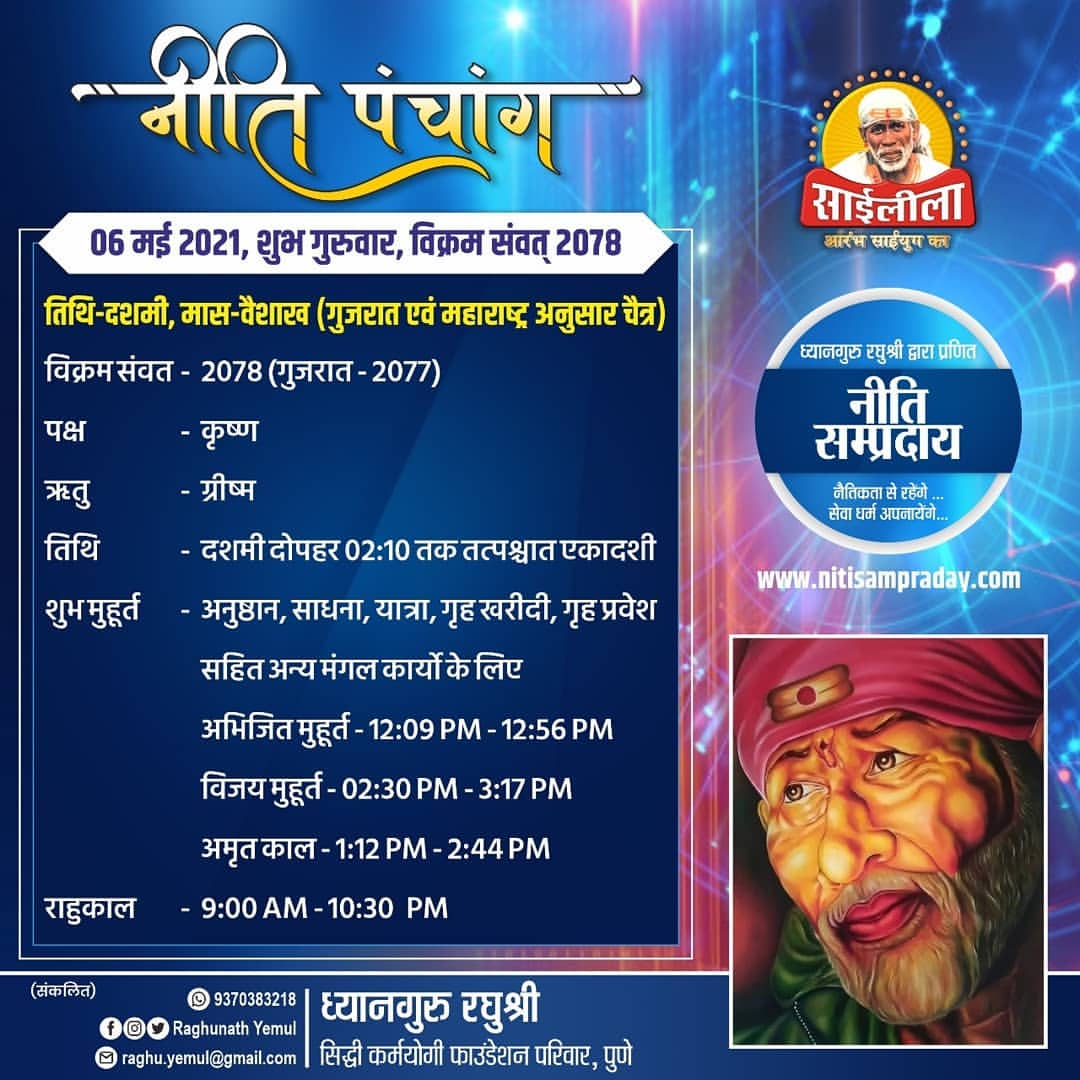 नीति पंचांग
साईलीला
आरंभ साईयुग का
06 मई 2021, शुभ गुरुवार, विक्रम संवत् 2078
तिथि-दशमी, मास-वैशाख (गुजरात एवं महाराष्ट्र अनुसार चैत्र)
विक्रम संवत - 2078 (गुजरात - 2077)
पक्ष - कृष्ण
ऋतु - ग्रीष्म
तिथि - दशमी दोपहर 02:10 तक तत्पश्चात एकादशी
शुभ मुहूर्त - अनुष्ठान, साधना, यात्रा, गृह खरीदी, गृह प्रवेश
सहित अन्य मंगल कार्यो के लिए
अभिजित मुहूर्त - 12:09 PM - 12:56 PM
विजय मुहूर्त - 02:30 PM - 3:17 PM
अमृत काल - 1:12 PM - 2:44 PM
राहुकाल - 9:00 AM - 10:30 PM
ध्यानगुरु रघुश्री द्वारा प्रणित
नीति
सम्प्रदाय
नैतिकता से रहेंगे ...
सेवा धर्म अपनायेंगे...
www.nitisampraday.com
(संकलित)
9370383218
Raghunath Yemul
raghu.yemul@gmail.com
ध्यानगुरु रघुश्री
सिद्धी कर्मयोगी फाउंडेशन परिवार, पुणे